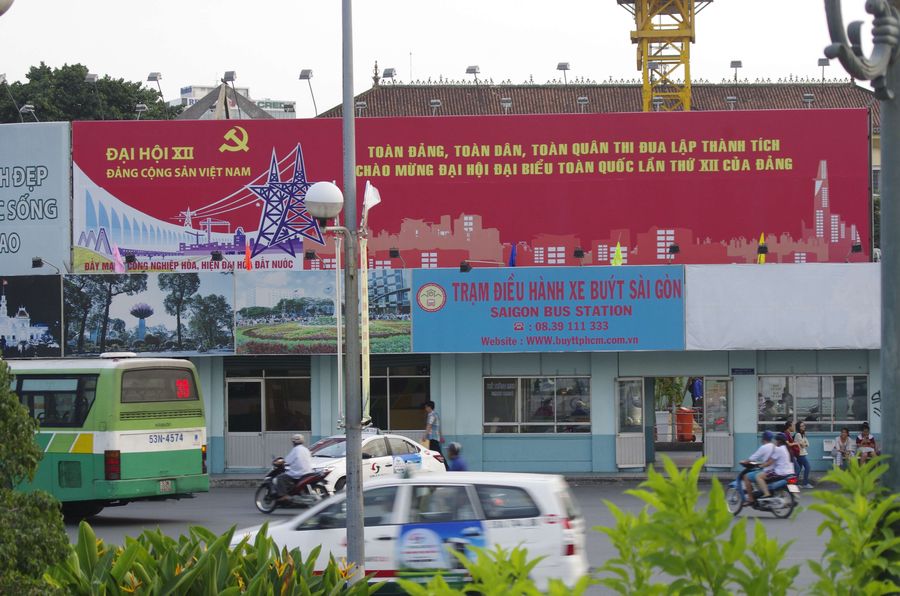 H ĐẸP
C SỐNG
AO
ĐẠI HỘI XII
ĐẢNG CỘNG SẢN VIỆT NAM
TOÀN ĐẢNG, TOÀN DÂN, TOÀN QUÂN THI ĐUA LẬP THÀNH TÍCH
CHÀO MỪNG ĐẠI HỘI ĐẠI BIỂU TOÀN QUỐC LẦN THỨ XII CỦA ĐẢNG
ĐẨY MẠ CÔNG NGHIỆP HÓA, HIỆN ĐẠI HÓA ĐẤT NƯỚC
TRẠM ĐIỀU HÀNH XE BUÝT SÀI GÒN
SAIGON BUS STATION
☎ : 08.39 111 333
Website : WWW.buyttphcm.com.vn
53N-4574